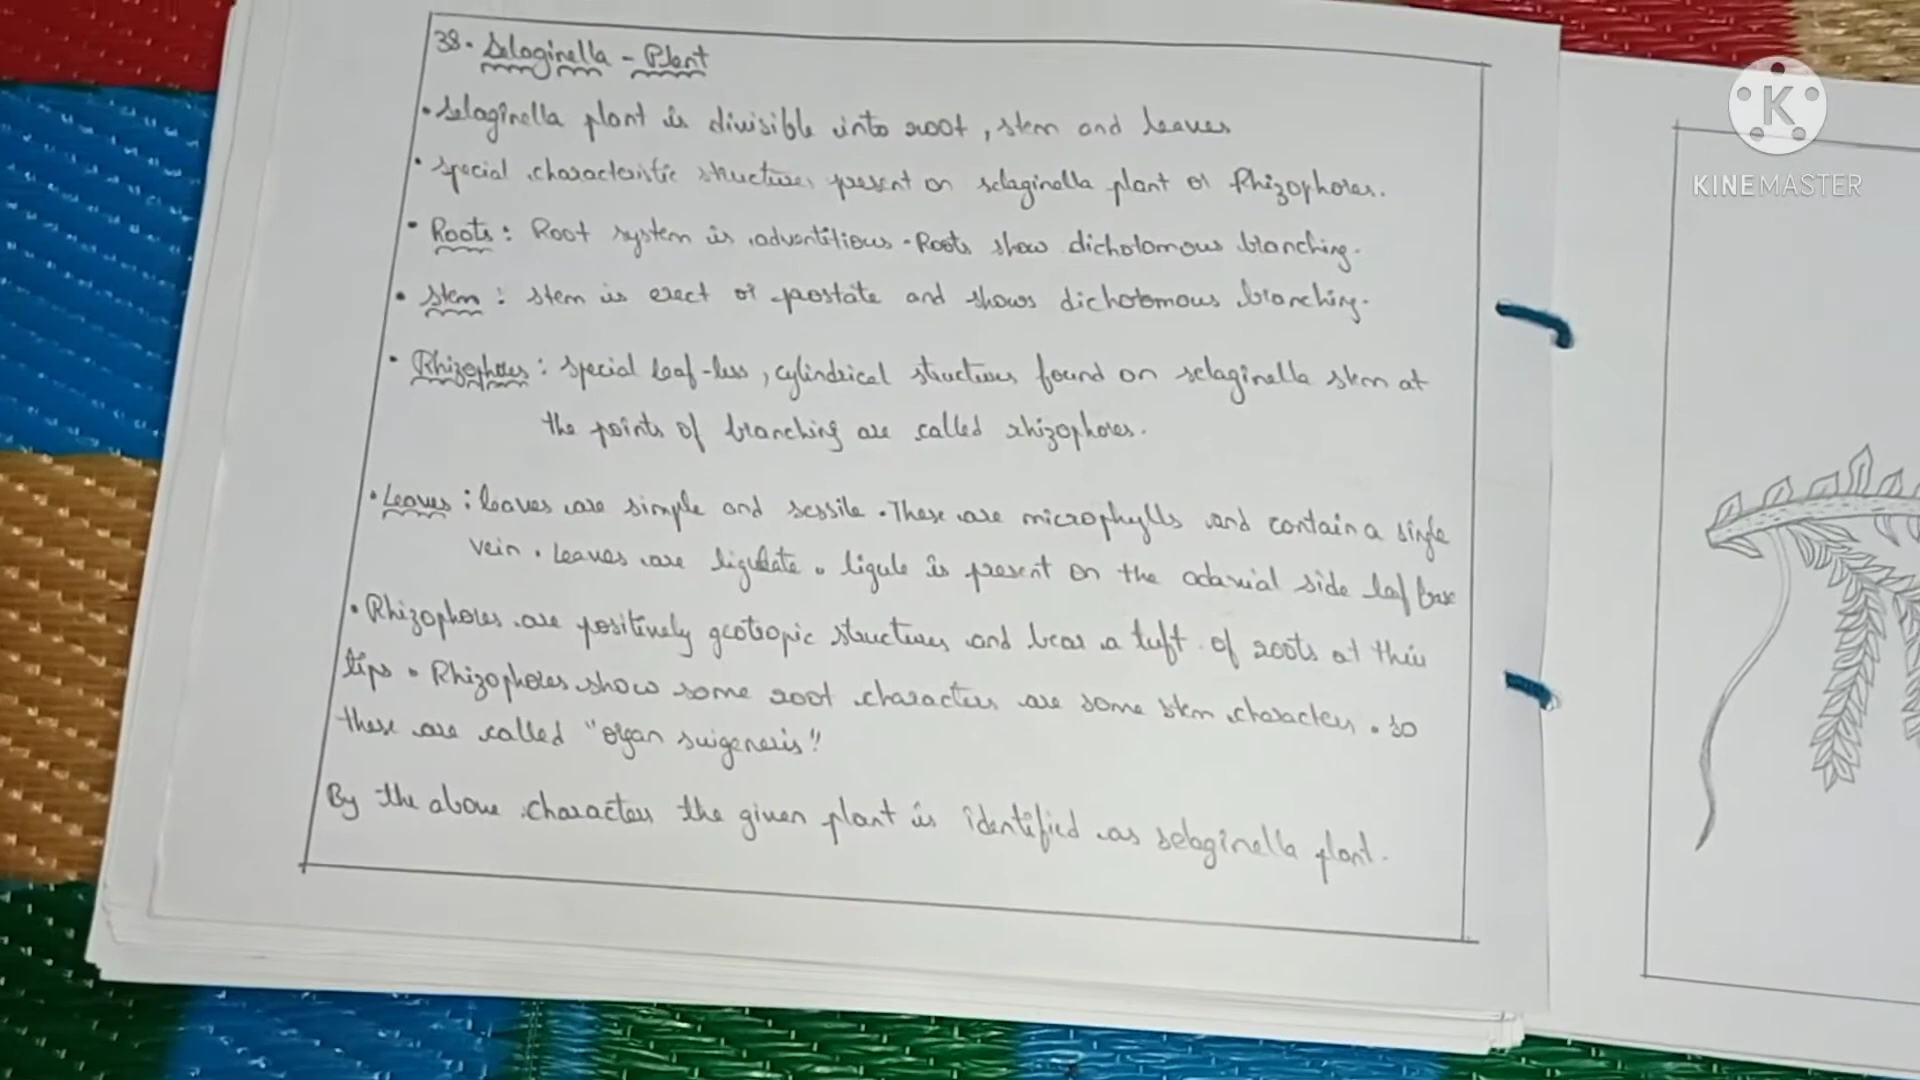 38. Selaginella - Plant
• Selaginella plant is divisible into root, stem and leaves
• special characteristic structures present on selaginella plant or Rhizophores.
• Roots : Root system is adventitious. Roots show dichotomous branching.
• Stem : stem is erect or postate and shows dichotomous branching.
• Rhizophores : special leaf-less, cylindrical structures found on selaginella stem at
the points of branching are called rhizophores.
• Leaves : leaves are simple and sessile. These are microphylls and contain a single
vein. Leaves are ligulate. ligule is present on the adaxial side leaf base
• Rhizophores are positively geotropic structures and bear a tuft of roots at their
tips. Rhizophores show some root characters are some stem characters. So
these are called "organ suigeneris"
By the above characters the given plant is identified as selaginella plant.
K
KINEMASTER